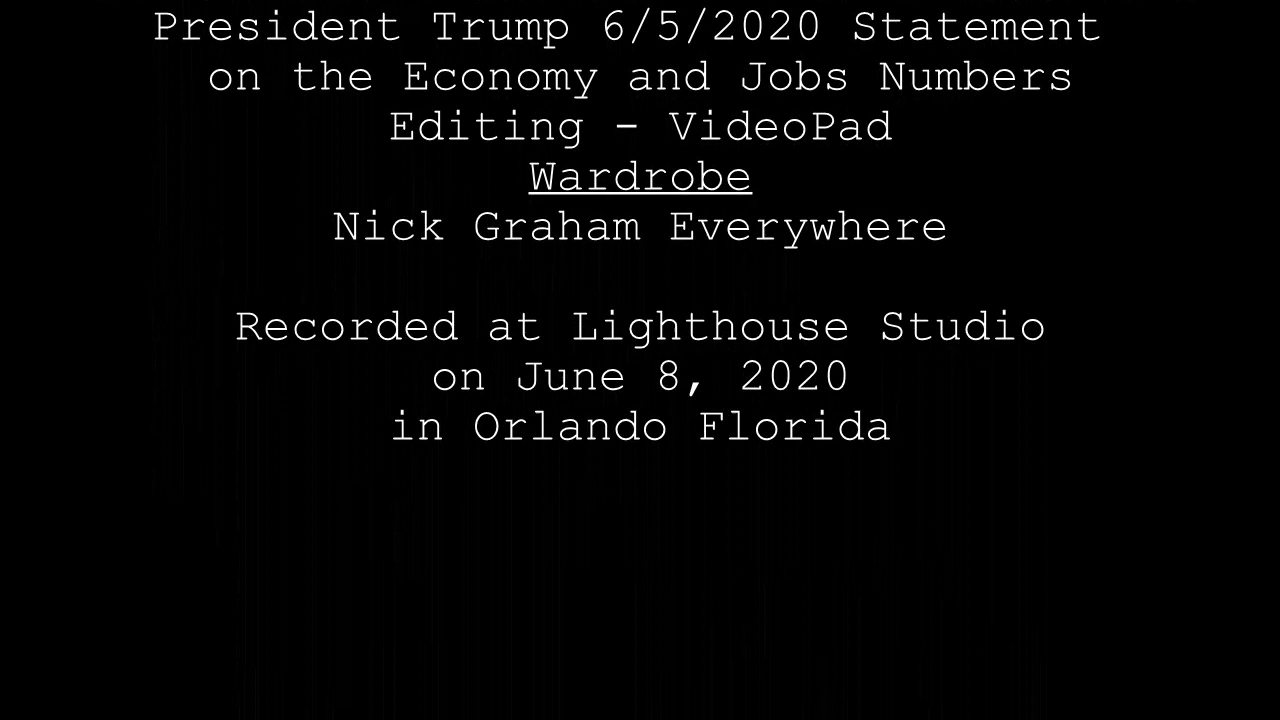 President Trump 6/5/2020 Statement
on the Economy and Jobs Numbers
Editing - VideoPad
Wardrobe
Nick Graham Everywhere
Recorded at Lighthouse Studio
on June 8, 2020
in Orlando Florida